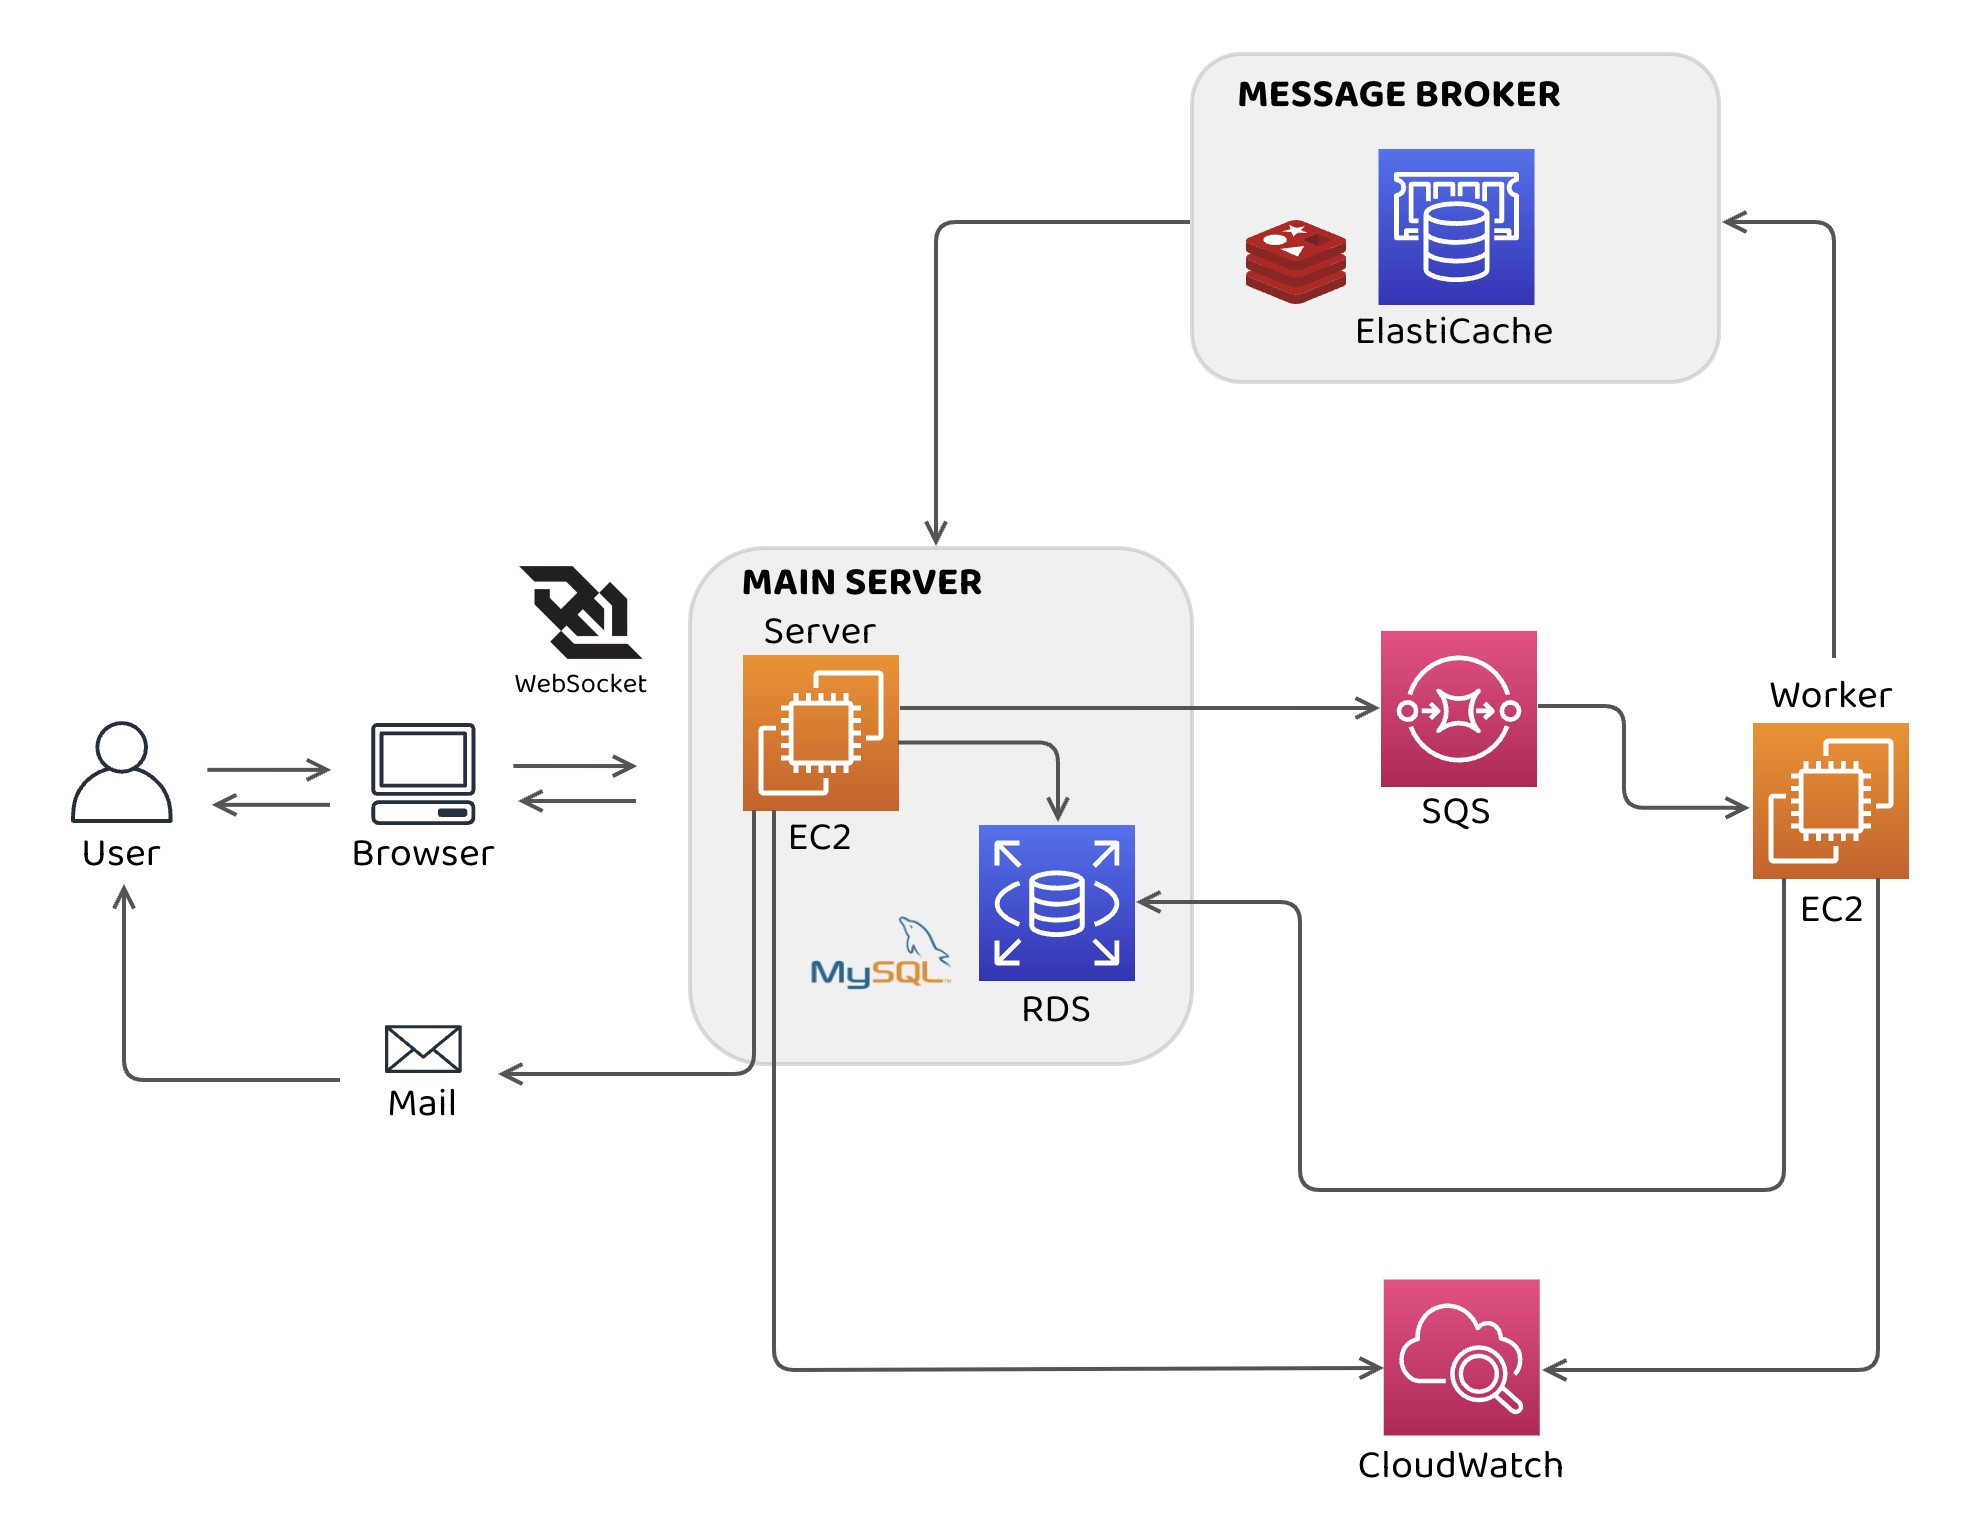 MESSAGE BROKER
ElastiCache
MAIN SERVER
Server
WebSocket
Worker
SQS
EC2
User
Browser
EC2
MySQL
RDS
Mail
CloudWatch